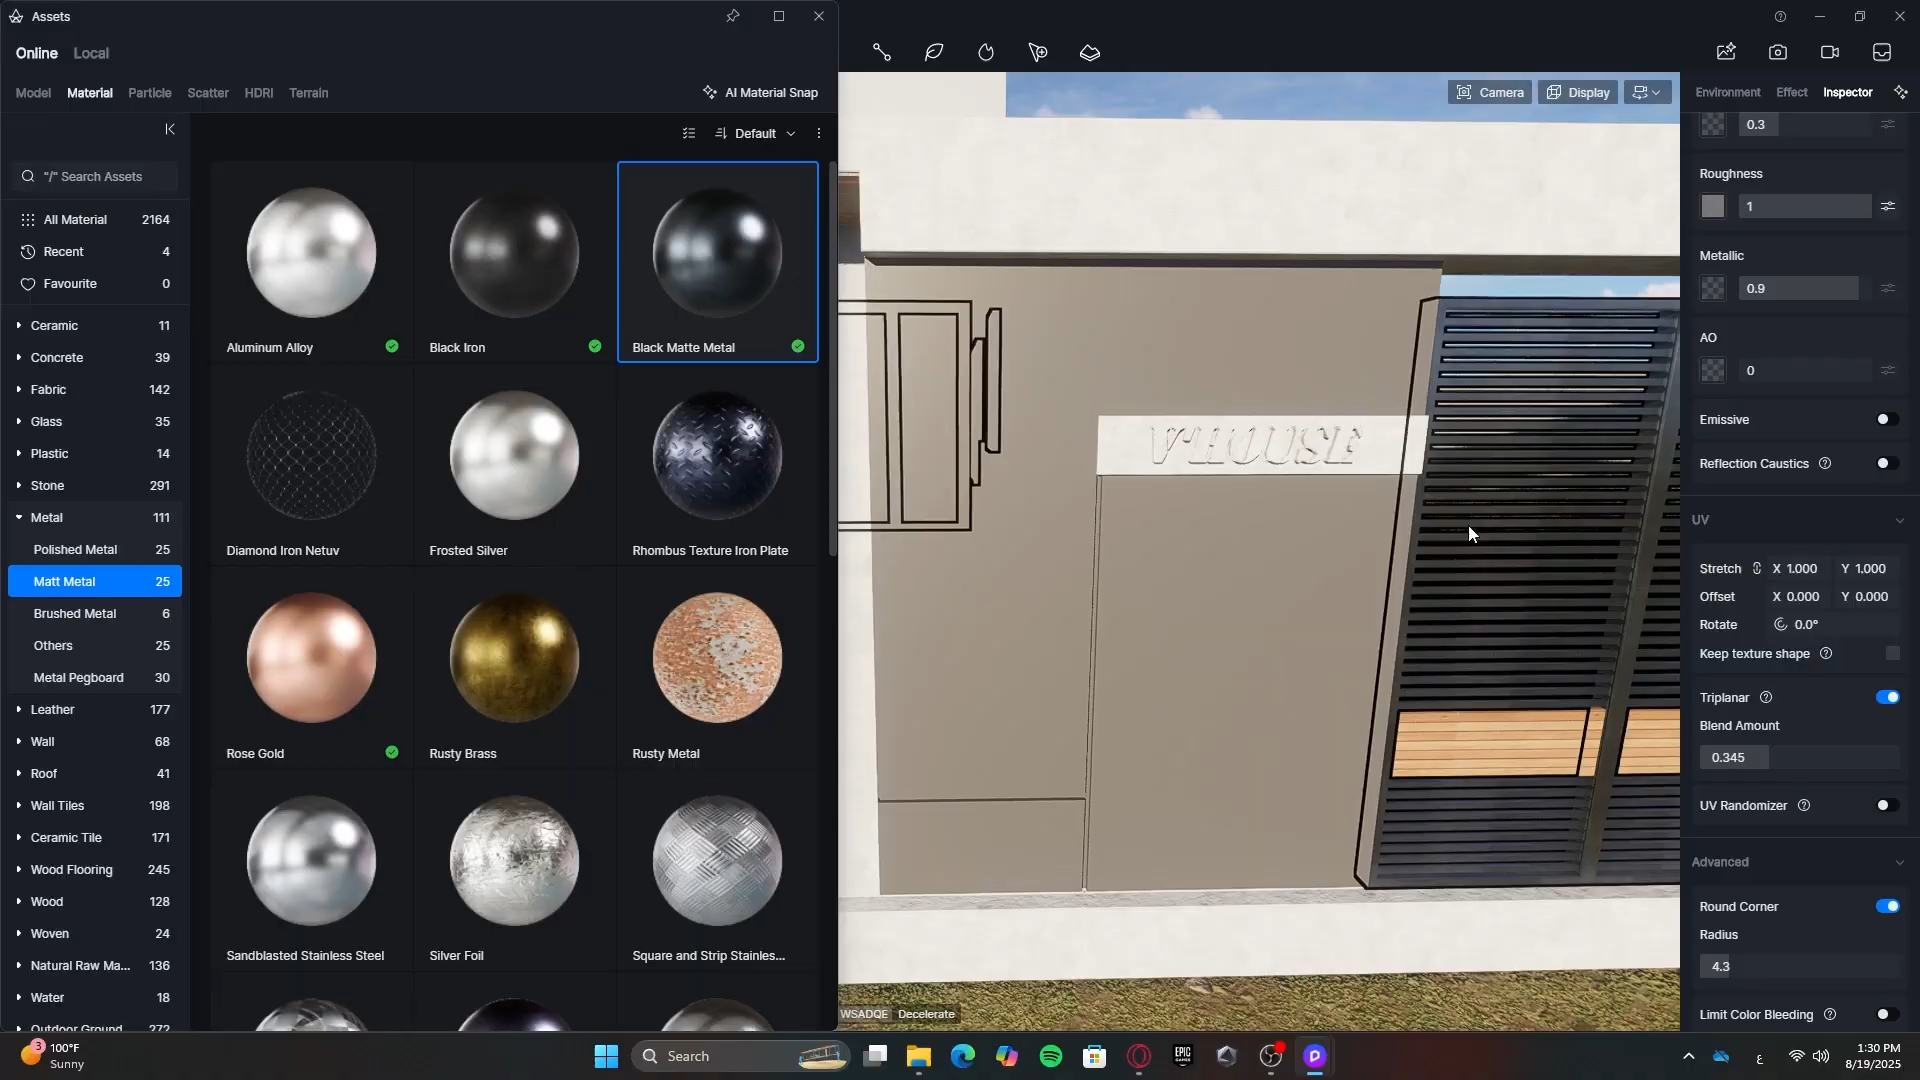 Assets
Online Local
Model Material Particle Scatter HDRI Terrain
AI Material Snap
Camera
Display
Environment Effect Inspector
"/" Search Assets
Default
All Material 2164
Recent 4
Favourite 0
Ceramic 11
Concrete 39
Fabric 142
Glass 35
Plastic 14
Stone 291
Metal 111
Polished Metal 25
Matt Metal 25
Brushed Metal 6
Others 25
Metal Pegboard 30
Leather 177
Wall 68
Roof 41
Wall Tiles 198
Ceramic Tile 171
Wood Flooring 245
Wood 128
Woven 24
Natural Raw Ma... 136
Water 18
Outdoor Ground 272
Aluminum Alloy
Black Iron
Black Matte Metal
Diamond Iron Netuv
Frosted Silver
Rhombus Texture Iron Plate
Rose Gold
Rusty Brass
Rusty Metal
Sandblasted Stainless Steel
Silver Foil
Square and Strip Stainles...
V HOUSE
WSADQE Decelerate
0.3
Roughness
1
Metallic
0.9
AO
0
Emissive
Reflection Caustics
UV
Stretch X 1.000 Y 1.000
Offset X 0.000 Y 0.000
Rotate 0.0°
Keep texture shape
Triplanar
Blend Amount
0.345
UV Randomizer
Advanced
Round Corner
Radius
4.3
Limit Color Bleeding
3
100°F
Sunny
Search
EPIC GAMES
ع
1:30 PM
8/19/2025